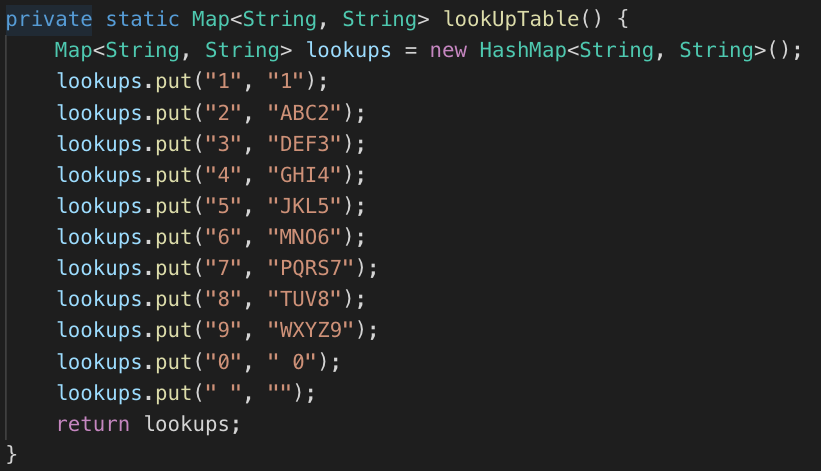 private static Map<String, String> lookUpTable() {
    Map<String, String> lookups = new HashMap<String, String>();
    lookups.put("1", "1");
    lookups.put("2", "ABC2");
    lookups.put("3", "DEF3");
    lookups.put("4", "GHI4");
    lookups.put("5", "JKL5");
    lookups.put("6", "MNO6");
    lookups.put("7", "PQRS7");
    lookups.put("8", "TUV8");
    lookups.put("9", "WXYZ9");
    lookups.put("0", " 0");
    lookups.put(" ", "");
    return lookups;
}